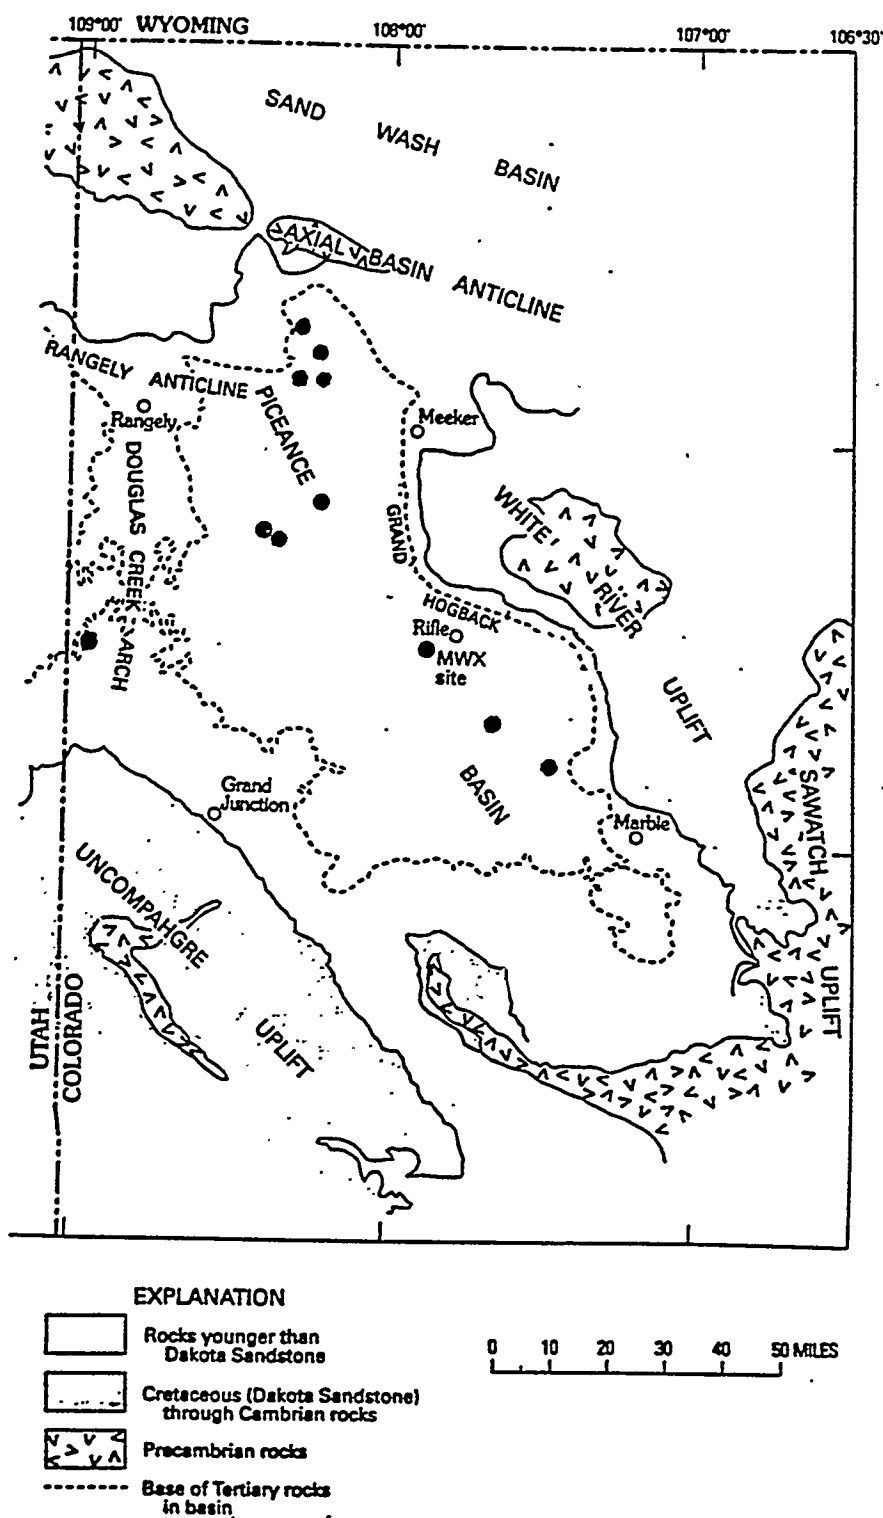 109°00' WYOMING 108°00' 107°00' 106°30'
SAND WASH BASIN
AXIAL BASIN ANTICLINE
RANGELY ANTICLINE
PICEANCE
Rangely
Meeker
DOUGLAS CREEK ARCH
GRAND
HOGBACK
WHITE RIVER
UPLIFT
Rifle
MWX
site
BASIN
SAWATCH
UPLIFT
Grand
Junction
Marble
UNCOMPAHGRE
UPLIFT
UTAH
COLORADO
EXPLANATION
Rocks younger than
Dakota Sandstone
Cretaceous (Dakota Sandstone)
through Cambrian rocks
Precambrian rocks
Base of Tertiary rocks
in basin
0 10 20 30 40 50 MILES